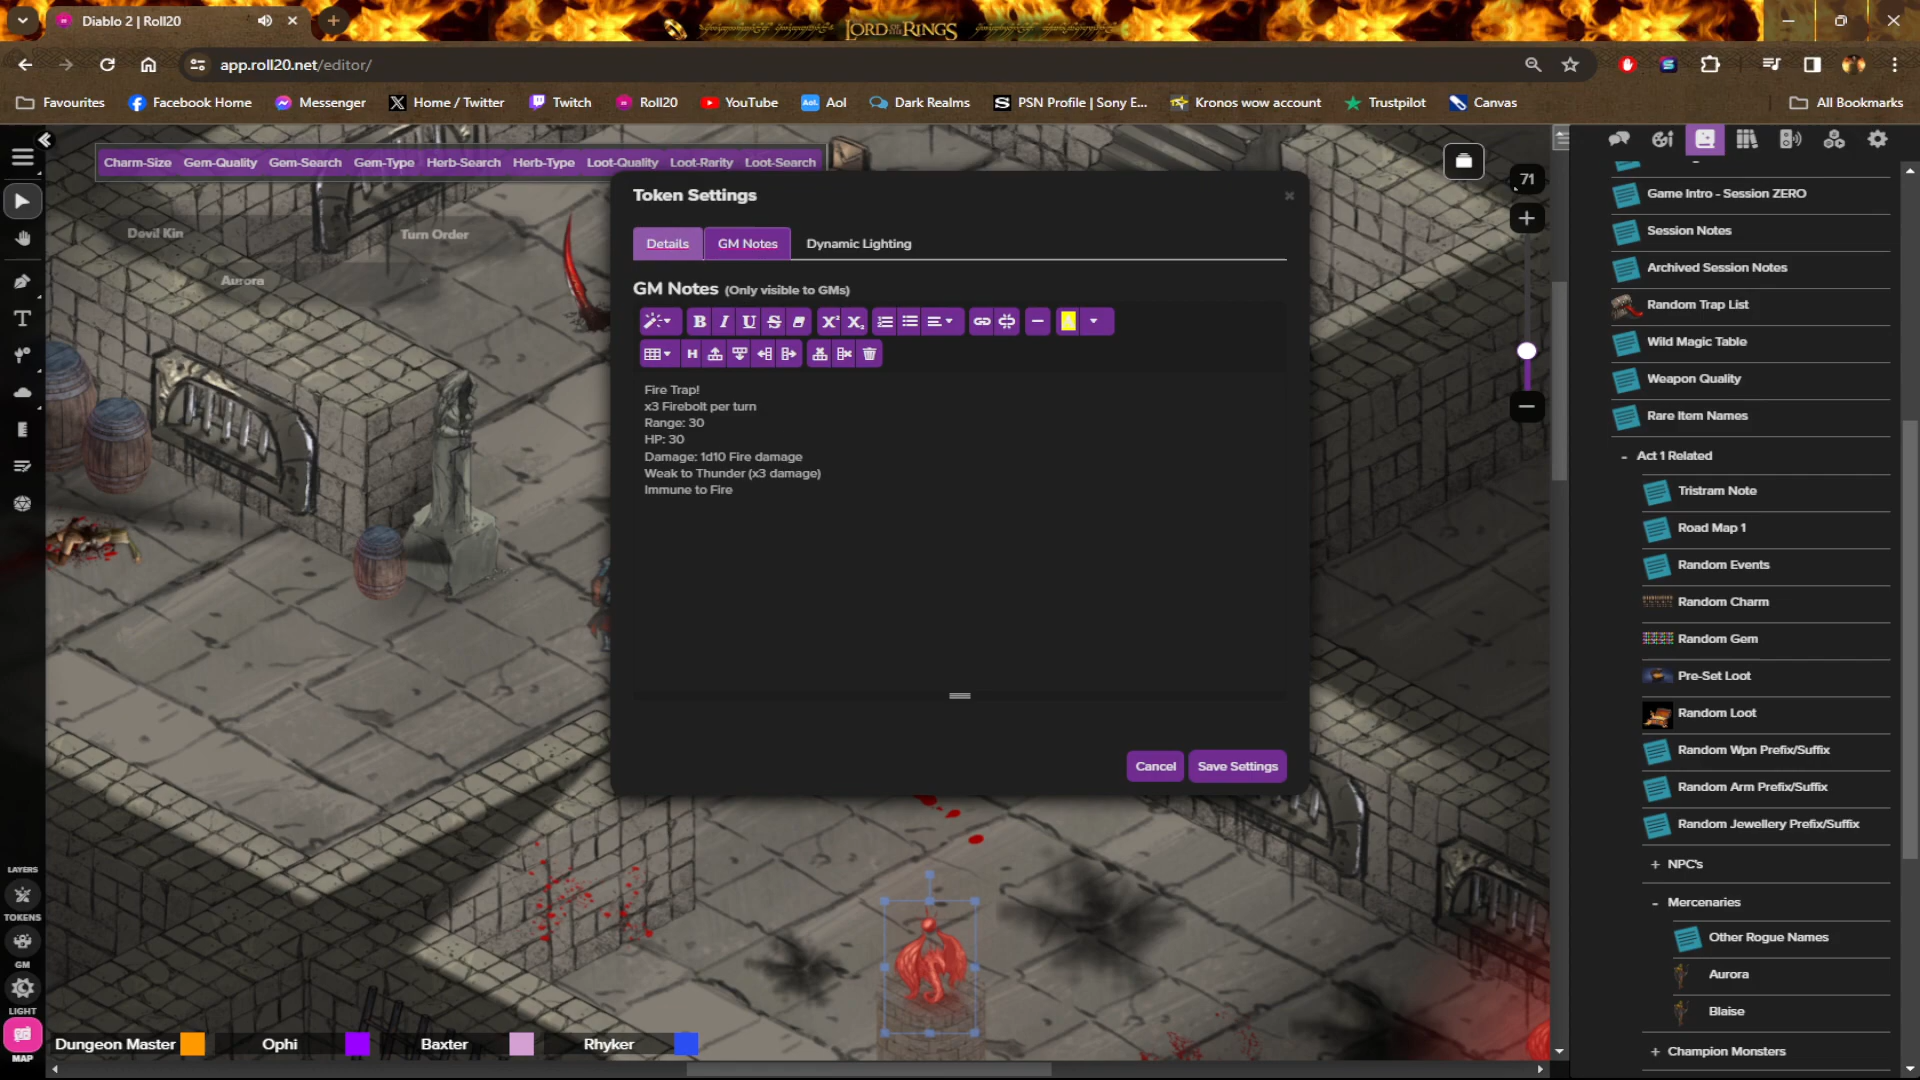 Diablo 2 | Roll20
LORD OF THE RINGS
app.roll20.net/editor/
Favourites
Facebook Home
Messenger
Home / Twitter
Twitch
Roll20
YouTube
Aol
Dark Realms
PSN Profile | Sony E...
Kronos wow account
Trustpilot
Canvas
All Bookmarks
Charm-Size Gem-Quality Gem-Search Gem-Type Herb-Search Herb-Type Loot-Quality Loot-Rarity Loot-Search
Devil Kin
Turn Order
Aurora
71
Token Settings
Details
GM Notes
Dynamic Lighting
GM Notes (Only visible to GMs)
Fire Trap!
x3 Firebolt per turn
Range: 30
HP: 30
Damage: 1d10 Fire damage
Weak to Thunder (x3 damage)
Immune to Fire
Cancel
Save Settings
Game Intro - Session ZERO
Session Notes
Archived Session Notes
Random Trap List
Wild Magic Table
Weapon Quality
Rare Item Names
- Act 1 Related
Tristram Note
Road Map 1
Random Events
Random Charm
Random Gem
Pre-Set Loot
Random Loot
Random Wpn Prefix/Suffix
Random Arm Prefix/Suffix
Random Jewellery Prefix/Suffix
+ NPC's
- Mercenaries
Other Rogue Names
Aurora
Blaise
+ Champion Monsters
LAYERS
TOKENS
GM
LIGHT
MAP
Dungeon Master
Ophi
Baxter
Rhyker